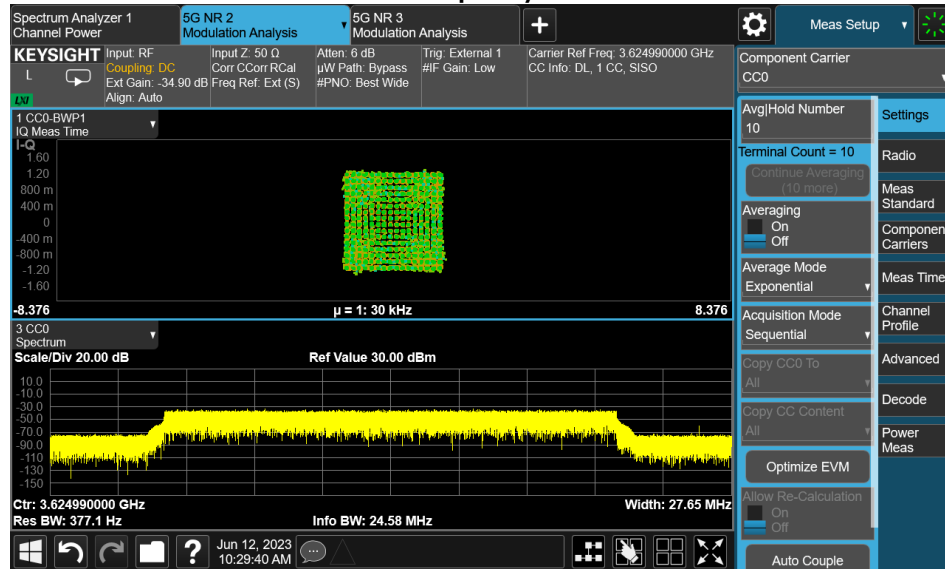 Spectrum Analyzer 1
Channel Power
5G NR 2
Modulation Analysis
5G NR 3
Modulation Analysis
Meas Setup
KEYSIGHT
L
LXI
Input: RF
Coupling: DC
Ext Gain: -34.90 dB
Align: Auto
Input Z: 50 Ω
Corr CCorr RCal
Freq Ref: Ext (S)
Atten: 6 dB
µW Path: Bypass
#PNO: Best Wide
Trig: External 1
#IF Gain: Low
Carrier Ref Freq: 3.624990000 GHz
CC Info: DL, 1 CC, SISO
Component Carrier
CC0
1 CC0-BWP1
IQ Meas Time
I-Q
1.60
1.20
800 m
400 m
0
-400 m
-800 m
-1.20
-1.60
-8.376
µ = 1: 30 kHz
8.376
3 CC0
Spectrum
Scale/Div 20.00 dB
Ref Value 30.00 dBm
10.0
-10.0
-30.0
-50.0
-70.0
-90.0
-110
-130
-150
Ctr: 3.624990000 GHz
Width: 27.65 MHz
Res BW: 377.1 Hz
Info BW: 24.58 MHz
Jun 12, 2023
10:29:40 AM
Avg|Hold Number
10
Terminal Count = 10
Continue Averaging
(10 more)
Averaging
On
Off
Average Mode
Exponential
Acquisition Mode
Sequential
Copy CC0 To
All
Copy CC Content
All
Optimize EVM
Allow Re-Calculation
On
Off
Auto Couple
Settings
Radio
Meas
Standard
Componen
Carriers
Meas Time
Channel
Profile
Advanced
Decode
Power
Meas